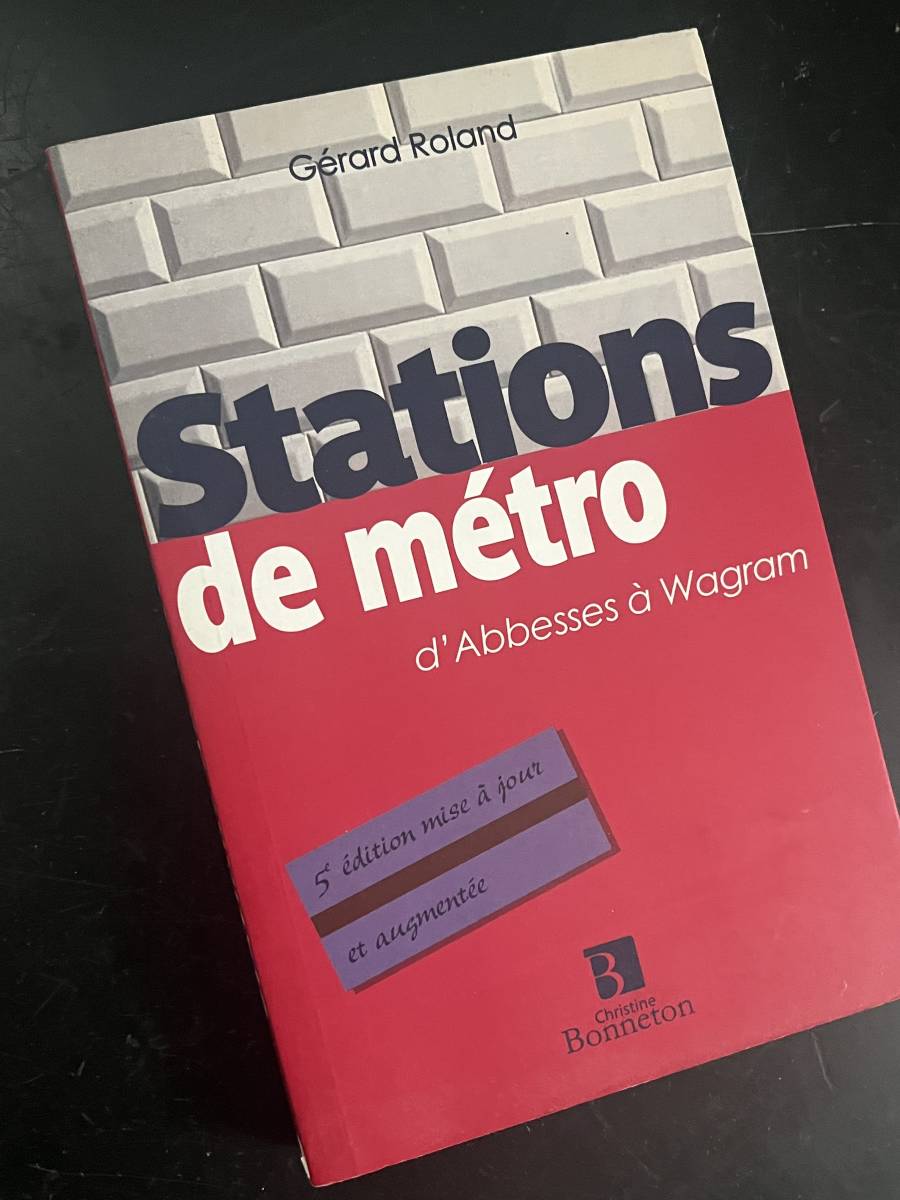 Gérard Roland
Stations
de métro
d'Abbesses à Wagram
5e édition mise à jour
et augmentée
B
Christine
Bonneton